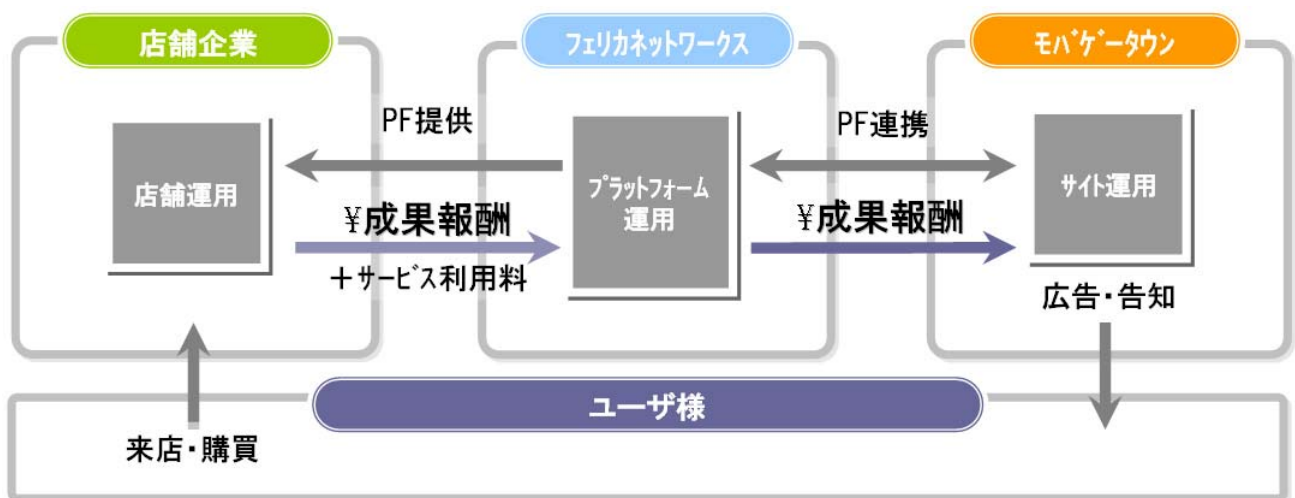 店舗企業
フェリカネットワークス
モバゲータウン
PF提供
PF連携
店舗運用
プラットフォーム
運用
サイト運用
¥成果報酬
+サービス利用料
¥成果報酬
広告・告知
ユーザ様
来店・購買